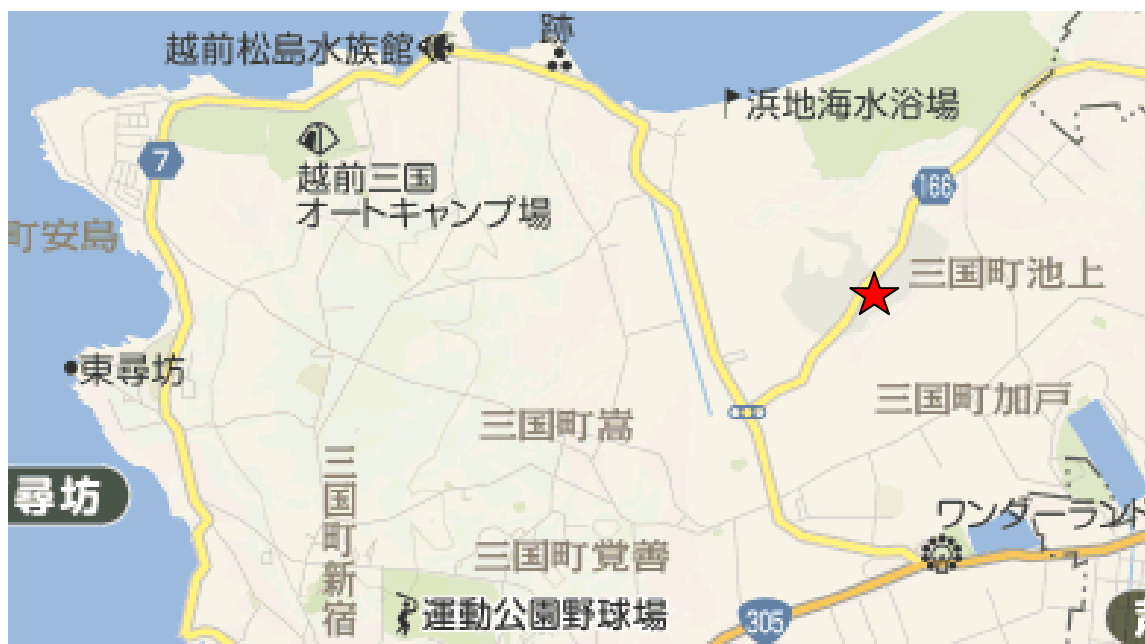 越前松島水族館
跡
浜地海水浴場
7
越前三国
オートキャンプ場
166
町安島
三国町池上
東尋坊
三国町加戸
三国町嵩
尋坊
三国町新宿
ワンダーランド
三国町覚善
運動公園野球場
305